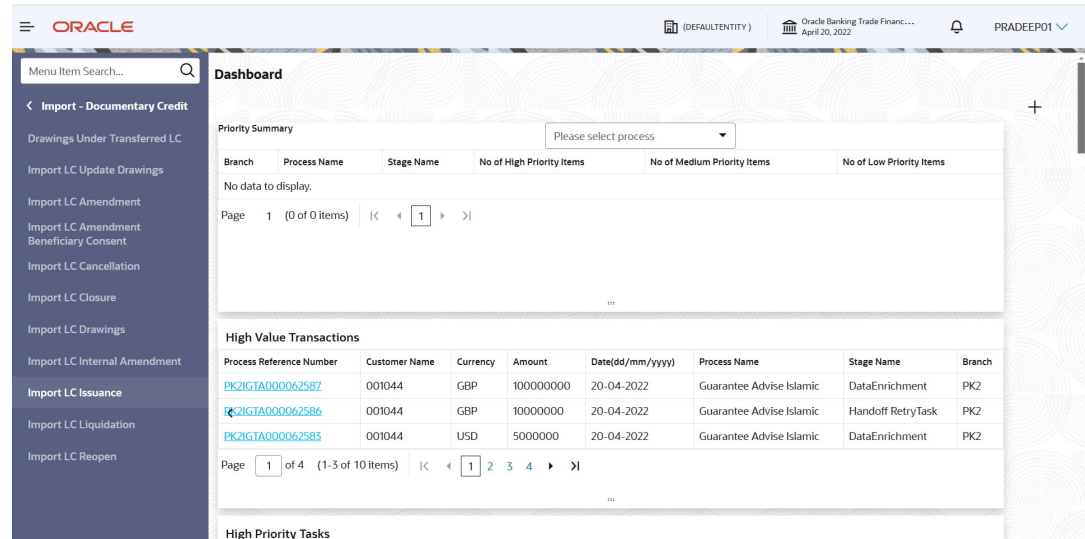 ORACLE
(DEFAULTENTITY )
Oracle Banking Trade Financ...
April 20, 2022
PRADEEP01
Menu Item Search...
Import - Documentary Credit
Drawings Under Transferred LC
Import LC Update Drawings
Import LC Amendment
Import LC Amendment
Beneficiary Consent
Import LC Cancellation
Import LC Closure
Import LC Drawings
Import LC Internal Amendment
Import LC Issuance
Import LC Liquidation
Import LC Reopen
Dashboard
Priority Summary
Please select process
Branch Process Name Stage Name No of High Priority Items No of Medium Priority Items No of Low Priority Items
No data to display.
Page 1 (0 of 0 items) 1
High Value Transactions
Process Reference Number Customer Name Currency Amount Date(dd/mm/yyyy) Process Name Stage Name Branch
PK2IGTA000062587 001044 GBP 100000000 20-04-2022 Guarantee Advise Islamic DataEnrichment PK2
PK2IGTA000062586 001044 GBP 10000000 20-04-2022 Guarantee Advise Islamic Handoff RetryTask PK2
PK2IGTA000062583 001044 USD 5000000 20-04-2022 Guarantee Advise Islamic DataEnrichment PK2
Page 1 of 4 (1-3 of 10 items) 1 2 3 4
High Priority Tasks